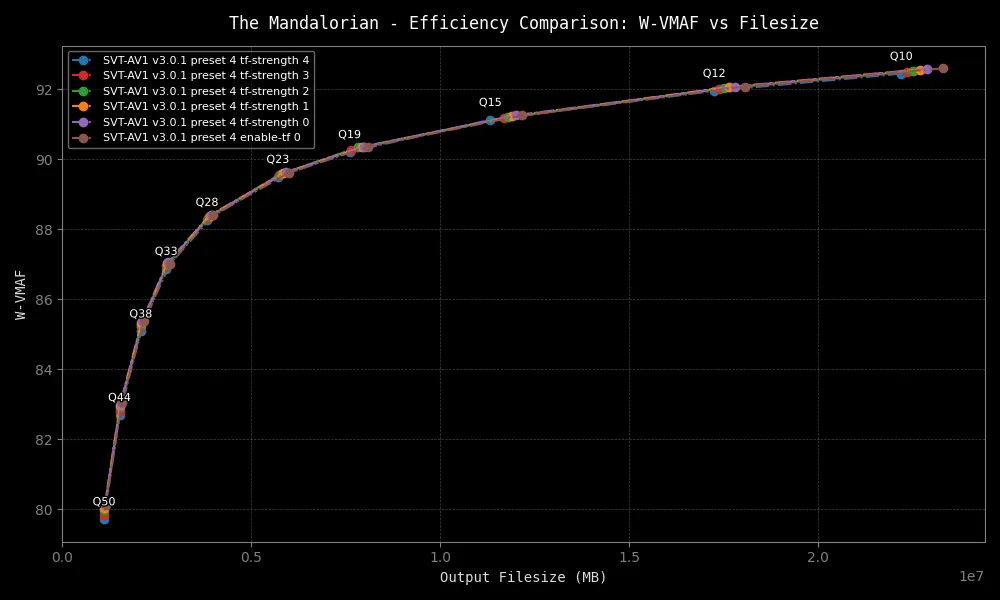 The Mandalorian - Efficiency Comparison: W-VMAF vs Filesize
SVT-AV1 v3.0.1 preset 4 tf-strength 4
SVT-AV1 v3.0.1 preset 4 tf-strength 3
SVT-AV1 v3.0.1 preset 4 tf-strength 2
SVT-AV1 v3.0.1 preset 4 tf-strength 1
SVT-AV1 v3.0.1 preset 4 tf-strength 0
SVT-AV1 v3.0.1 preset 4 enable-tf 0
Q10
Q12
Q15
Q19
Q23
Q28
Q33
Q38
Q44
Q50
92
90
88
86
84
82
80
W-VMAF
0.0 0.5 1.0 1.5 2.0
1e7
Output Filesize (MB)